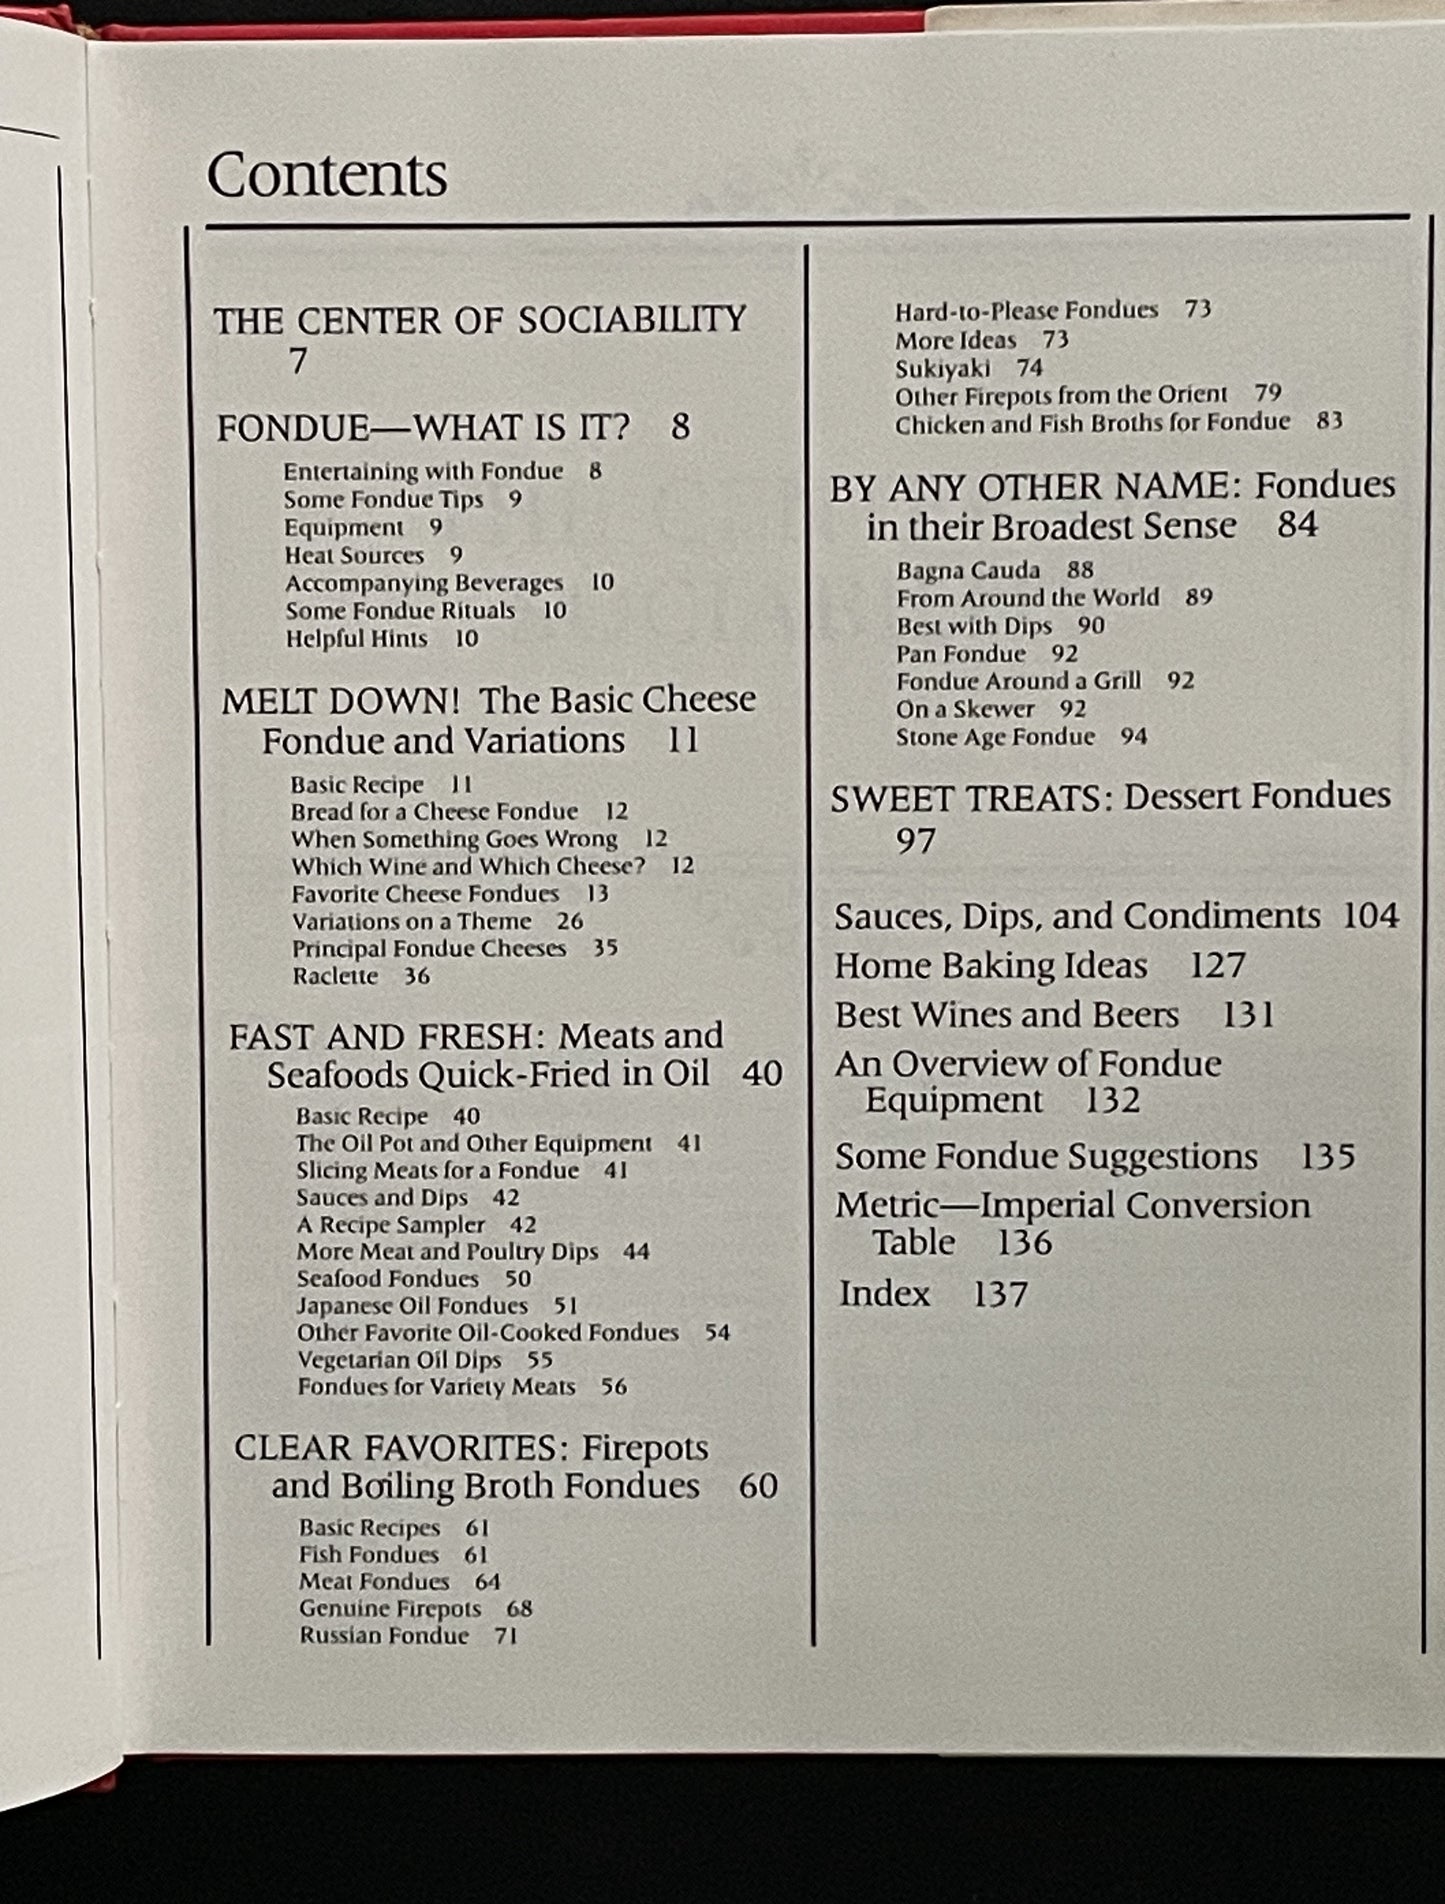 Contents
THE CENTER OF SOCIABILITY
7
FONDUE—WHAT IS IT? 8
Entertaining with Fondue 8
Some Fondue Tips 9
Equipment 9
Heat Sources 9
Accompanying Beverages 10
Some Fondue Rituals 10
Helpful Hints 10
MELT DOWN! The Basic Cheese
Fondue and Variations 11
Basic Recipe 11
Bread for a Cheese Fondue 12
When Something Goes Wrong 12
Which Wine and Which Cheese? 12
Favorite Cheese Fondues 13
Variations on a Theme 26
Principal Fondue Cheeses 35
Raclette 36
FAST AND FRESH: Meats and
Seafoods Quick-Fried in Oil 40
Basic Recipe 40
The Oil Pot and Other Equipment 41
Slicing Meats for a Fondue 41
Sauces and Dips 42
A Recipe Sampler 42
More Meat and Poultry Dips 44
Seafood Fondues 50
Japanese Oil Fondues 51
Other Favorite Oil-Cooked Fondues 54
Vegetarian Oil Dips 55
Fondues for Variety Meats 56
CLEAR FAVORITES: Firepots
and Boiling Broth Fondues 60
Basic Recipes 61
Fish Fondues 61
Meat Fondues 64
Genuine Firepots 68
Russian Fondue 71
Hard-to-Please Fondues 73
More Ideas 73
Sukiyaki 74
Other Firepots from the Orient 79
Chicken and Fish Broths for Fondue 83
BY ANY OTHER NAME: Fondues
in their Broadest Sense 84
Bagna Cauda 88
From Around the World 89
Best with Dips 90
Pan Fondue 92
Fondue Around a Grill 92
On a Skewer 92
Stone Age Fondue 94
SWEET TREATS: Dessert Fondues
97
Sauces, Dips, and Condiments 104
Home Baking Ideas 127
Best Wines and Beers 131
An Overview of Fondue
Equipment 132
Some Fondue Suggestions 135
Metric—Imperial Conversion
Table 136
Index 137